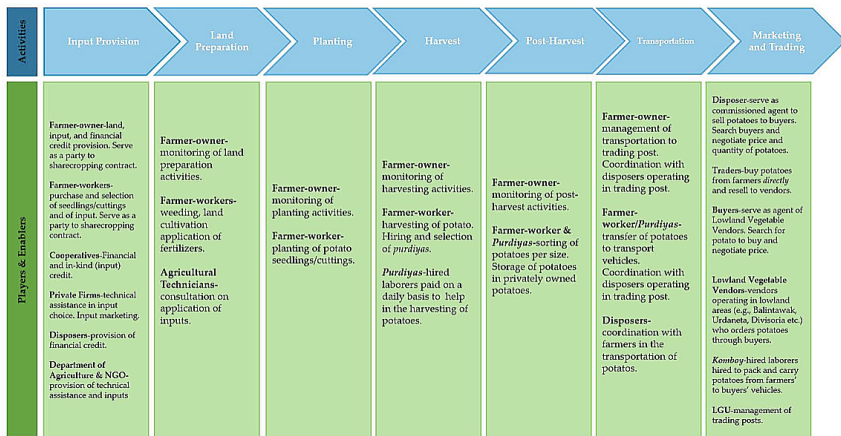 Activities
Input Provision
Land
Preparation
Planting
Harvest
Post-Harvest
Transportation
Marketing
and Trading
Players & Enablers
Farmer-owner-land,
input, and financial
credit provision. Serve
as a party to
sharecropping contract.
Farmer-workers-
purchase and selection
of seedlings/cuttings
and of input. Serve as a
party to sharecropping
contract.
Cooperatives-Financial
and in-kind (input)
credit.
Private Firms-technical
assistance in input
choice. Input marketing.
Disposers-provision of
financial credit.
Department of
Agriculture & NGO-
provision of technical
assistance and inputs
Farmer-owner-
monitoring of land
preparation
activities.
Farmer-workers-
weeding, land
cultivation
application of
fertilizers.
Agricultural
Technicians-
consultation on
application of
inputs.
Farmer-owner-
monitoring of
planting activities.
Farmer-worker-
planting of potato
seedlings/cuttings.
Farmer-owner-
monitoring of
harvesting activities.
Farmer-worker-
harvesting of potato.
Hiring and selection
of purdiyas.
Purdiyas-hired
laborers paid on a
daily basis to help
in the harvesting of
potatoes.
Farmer-owner-
monitoring of post-
harvest activities.
Farmer-worker &
Purdiyas-sorting of
potatoes per size.
Storage of potatoes
in privately owned
potatoes.
Farmer-owner-
management of
transportation to
trading post.
Coordination with
disposers operating
in trading post.
Farmer-
worker/Purdiyas-
transfer of potatoes
to transport
vehicles.
Coordination with
disposers operating
in trading post.
Disposers-
coordination with
farmers in the
transportation of
potatos.
Disposer-serve as
commissioned agent to
sell potatoes to buyers.
Search buyers and
negotiate price and
quantity of potatoes.
Traders-buy potatoes
from farmers directly
and resell to vendors.
Buyers-serve as agent of
Lowland Vegetable
Vendors. Search for
potato to buy and
negotiate price.
Lowland Vegetable
Vendors-vendors
operating in lowland
areas (e.g., Balintawak,
Urdaneta, Divisoria etc.)
who orders potatoes
through buyers.
Komboy-hired laborers
hired to pack and carry
potatoes from farmers'
to buyers' vehicles.
LGU-management of
trading posts.